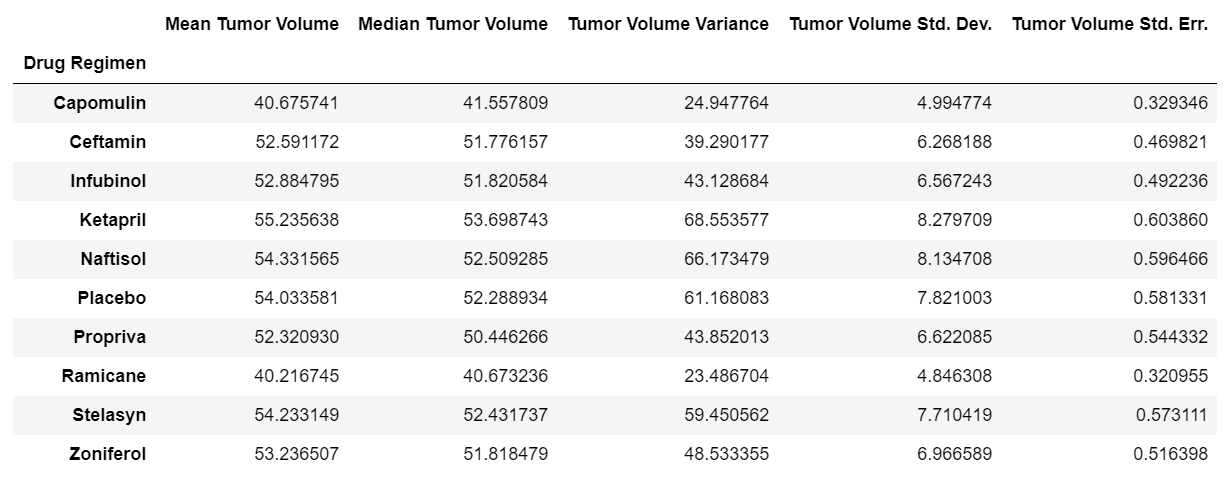 Mean Tumor Volume Median Tumor Volume Tumor Volume Variance Tumor Volume Std. Dev. Tumor Volume Std. Err.
Drug Regimen
Capomulin 40.675741 41.557809 24.947764 4.994774 0.329346
Ceftamin 52.591172 51.776157 39.290177 6.268188 0.469821
Infubinol 52.884795 51.820584 43.128684 6.567243 0.492236
Ketapril 55.235638 53.698743 68.553577 8.279709 0.603860
Naftisol 54.331565 52.509285 66.173479 8.134708 0.596466
Placebo 54.033581 52.288934 61.168083 7.821003 0.581331
Propriva 52.320930 50.446266 43.852013 6.622085 0.544332
Ramicane 40.216745 40.673236 23.486704 4.846308 0.320955
Stelasyn 54.233149 52.431737 59.450562 7.710419 0.573111
Zoniferol 53.236507 51.818479 48.533355 6.966589 0.516398